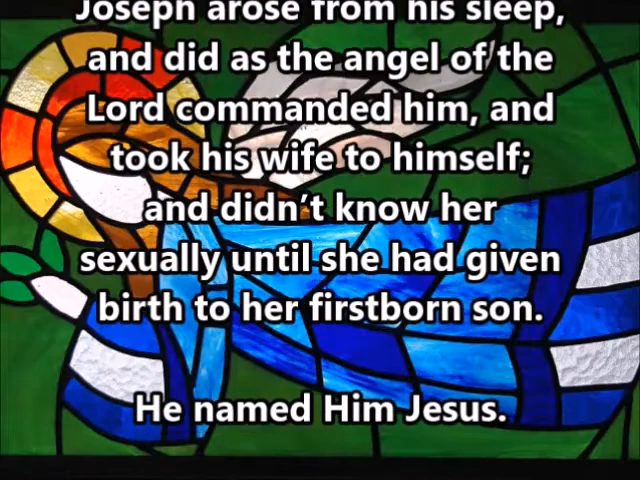 Joseph arose from his sleep,
and did as the angel of the
Lord commanded him, and
took his wife to himself;
and didn’t know her
sexually until she had given
birth to her firstborn son.
He named Him Jesus.